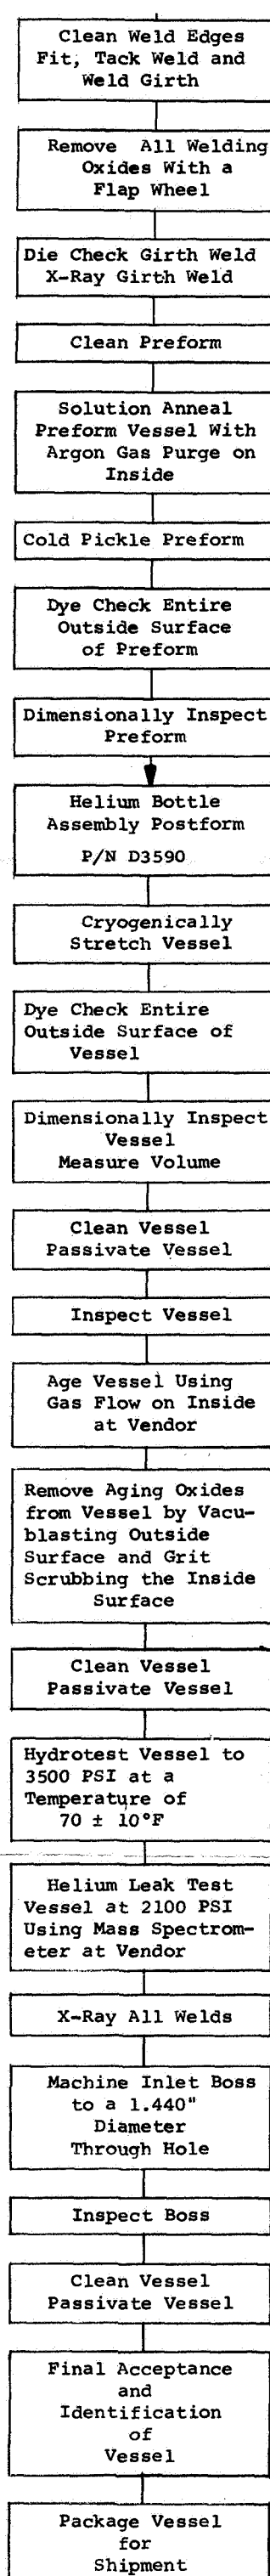 Clean Weld Edges
Fit, Tack Weld and
Weld Girth
Remove All Welding
Oxides With a
Flap Wheel
Die Check Girth Weld
X-Ray Girth Weld
Clean Preform
Solution Anneal
Preform Vessel With
Argon Gas Purge on
Inside
Cold Pickle Preform
Dye Check Entire
Outside Surface
of Preform
Dimensionally Inspect
Preform
Helium Bottle
Assembly Postform
P/N D3590
Cryogenically
Stretch Vessel
Dye Check Entire
Outside Surface of
Vessel
Dimensionally Inspect
Vessel
Measure Volume
Clean Vessel
Passivate Vessel
Inspect Vessel
Age Vessel Using
Gas Flow on Inside
at Vendor
Remove Aging Oxides
from Vessel by Vacu-
blasting Outside
Surface and Grit
Scrubbing the Inside
Surface
Clean Vessel
Passivate Vessel
Hydrotest Vessel to
3500 PSI at a
Temperature of
70 ± 10°F
Helium Leak Test
Vessel at 2100 PSI
Using Mass Spectrom-
eter at Vendor
X-Ray All Welds
Machine Inlet Boss
to a 1.440"
Diameter
Through Hole
Inspect Boss
Clean Vessel
Passivate Vessel
Final Acceptance
and
Identification
of
Vessel
Package Vessel
for
Shipment